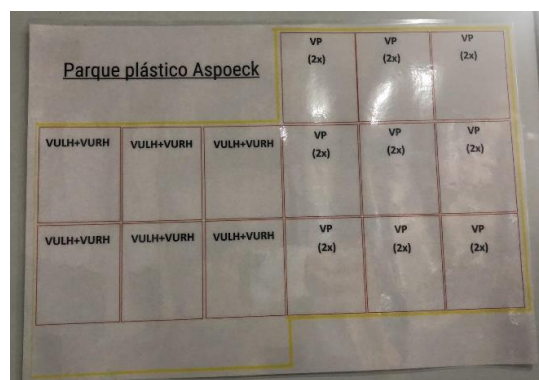 VP VP VP
(2x) (2x) (2x)
Parque plástico Aspoeck
VULH+VURH VULH+VURH VULH+VURH VP VP VP
(2x) (2x) (2x)
VULH+VURH VULH+VURH VULH+VURH VP VP VP
(2x) (2x) (2x)